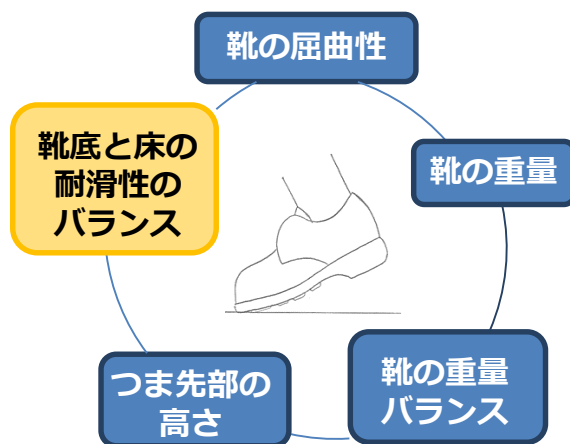 靴の屈曲性
靴の重量
靴の重量
バランス
つま先部の
高さ
靴底と床の
耐滑性の
バランス